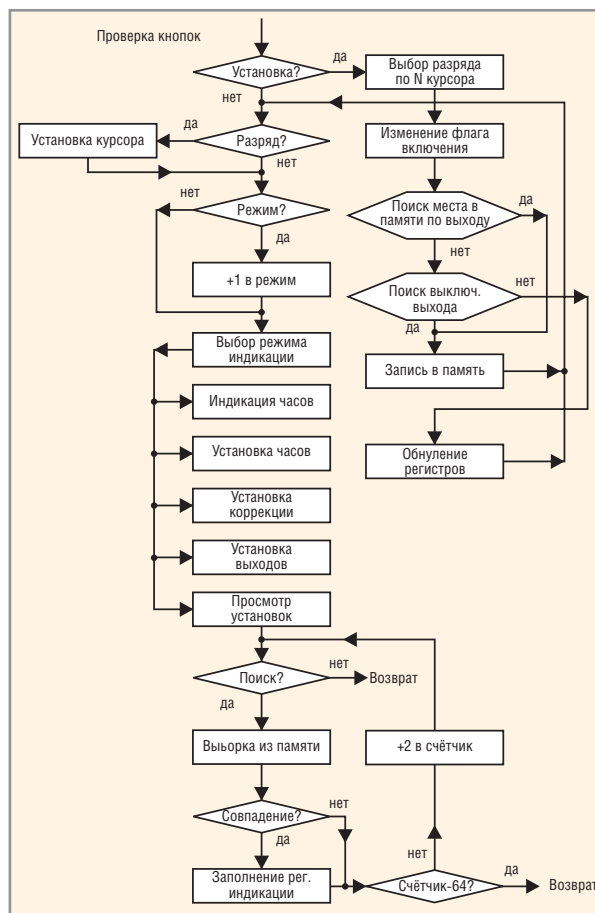 Проверка кнопок
Установка?
да
нет
Выбор разряда
по N курсора
Установка курсора
да
Разряд?
нет
Изменение флага
включения
нет
Режим?
да
Поиск места в
памяти по выходу
да
нет
+1 в режим
Поиск выключ.
выхода
нет
да
Выбор режима
индикации
Запись в память
Индикация часов
Установка часов
Обнуление
регистров
Установка
коррекции
Установка
выходов
Просмотр
установок
Поиск?
нет
Возврат
да
Выьорка из памяти
+2 в счётчик
Совпадение?
нет
да
нет
Заполнение рег.
индикации
Счётчик-64?
да
Возврат